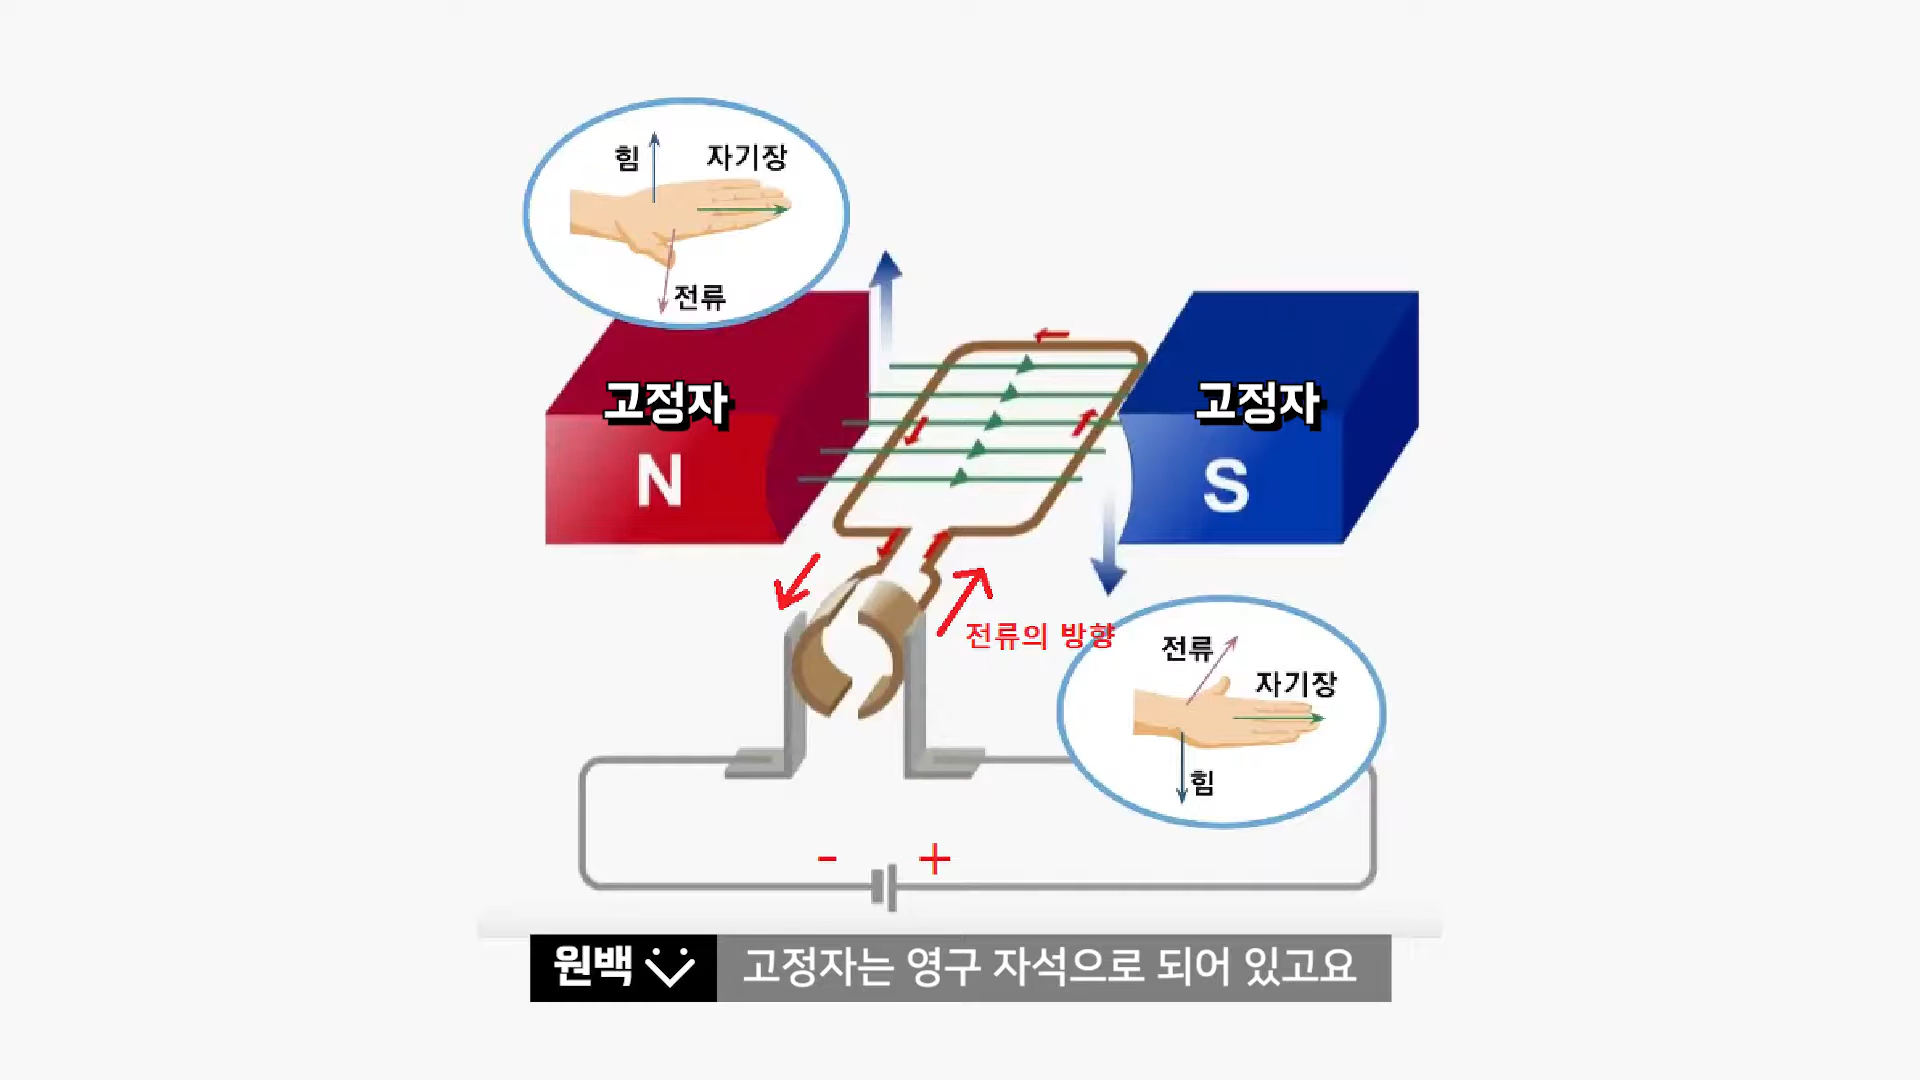 힘
자기장
전류
고정자
고정자
N
S
전류의 방향
전류
자기장
힘
- +
원백
고정자는 영구 자석으로 되어 있고요